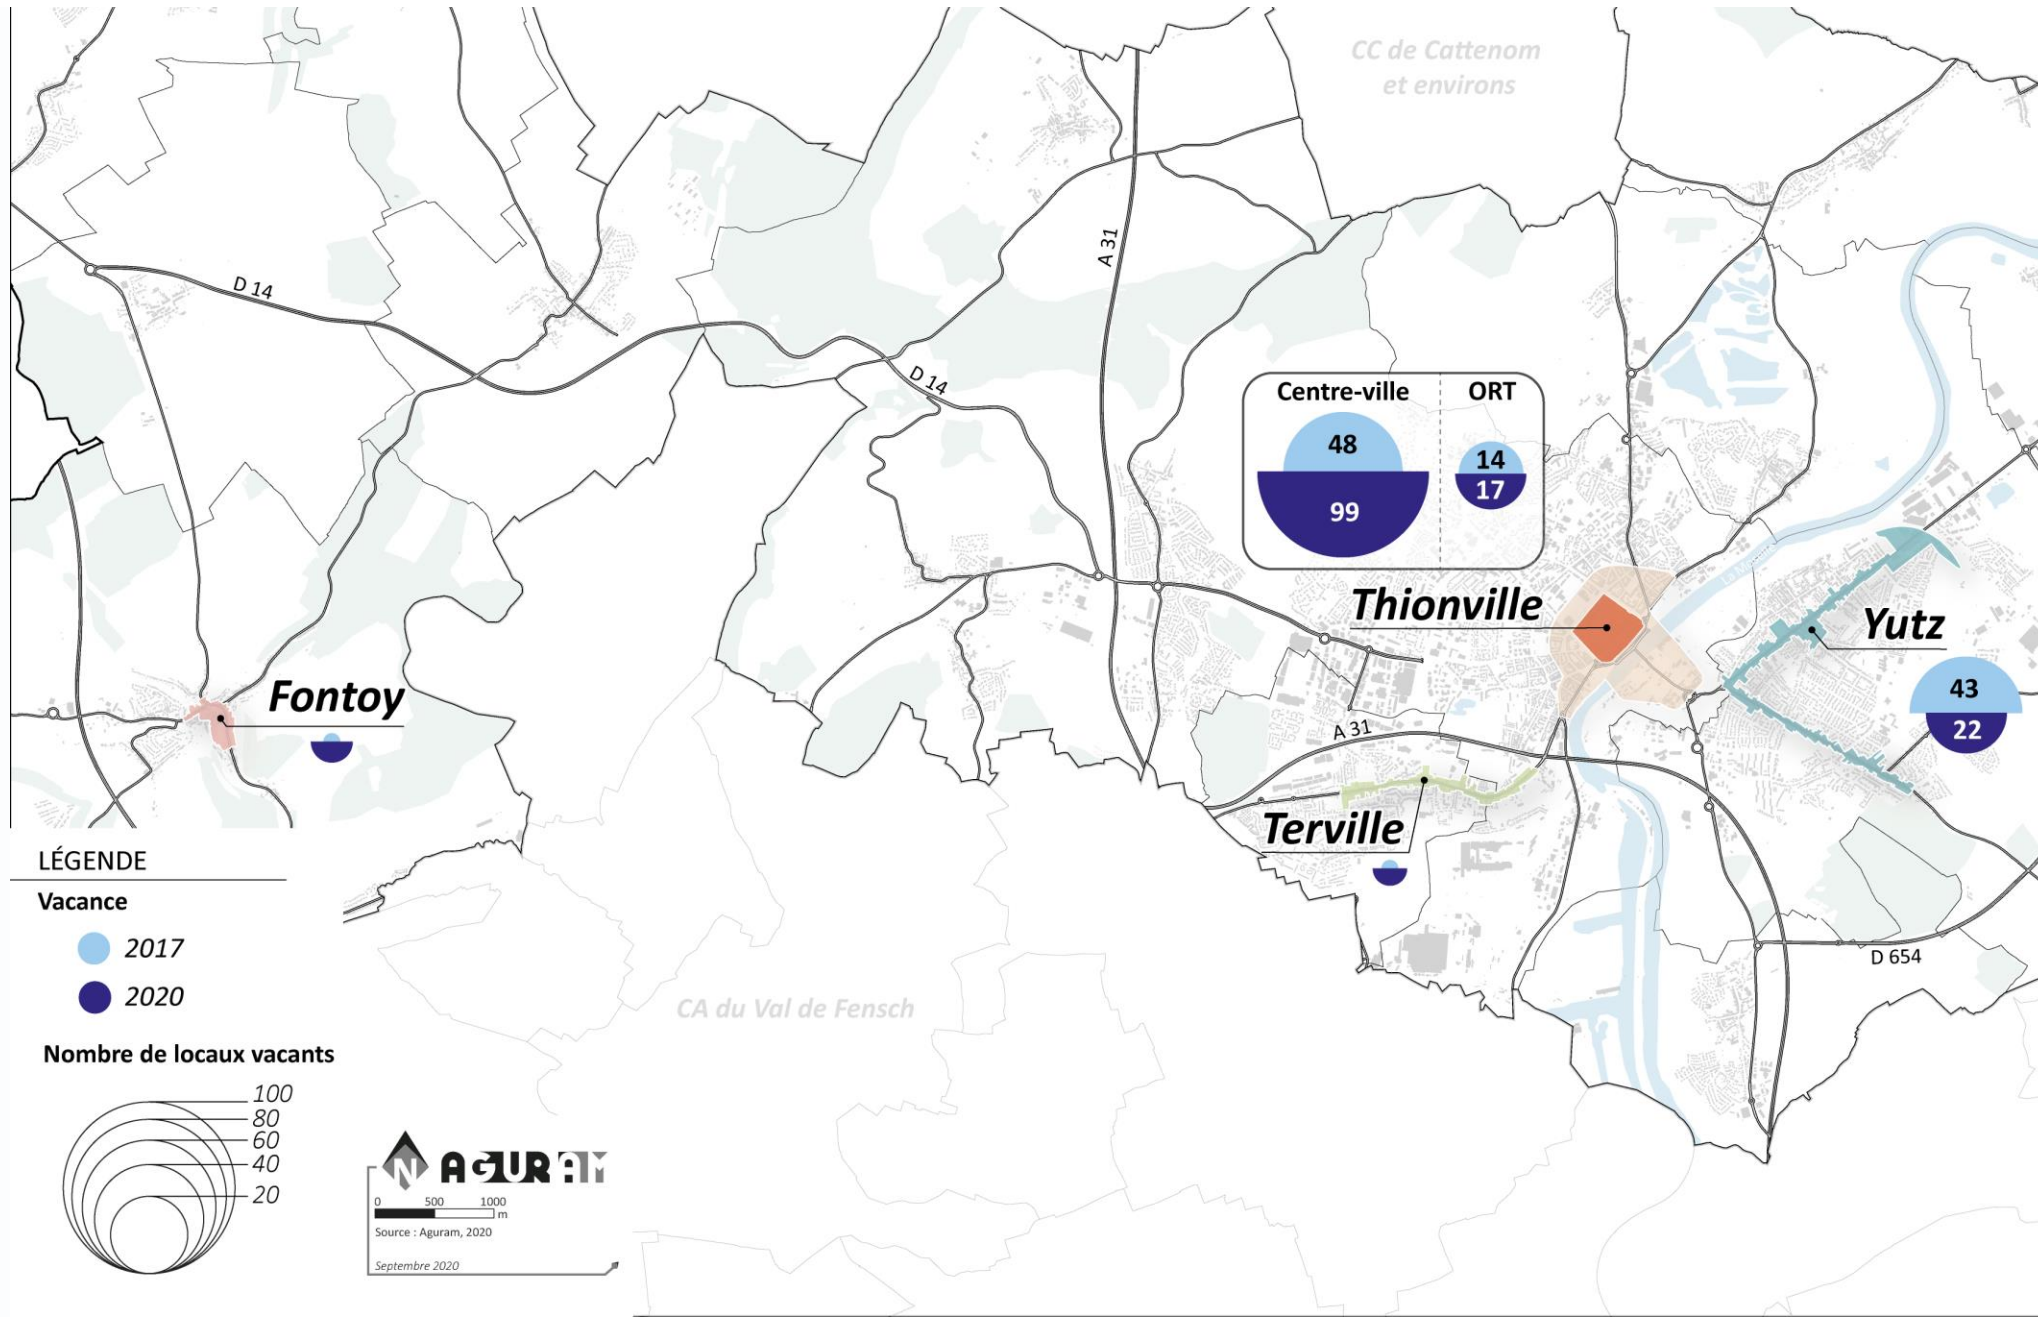 CC de Cattenom
et environs
A 31
D 14
D 14
Centre-ville
ORT
48
14
99
17
Thionville
Yutz
43
22
Fontoy
A 31
Terville
D 654
CA du Val de Fensch
LÉGENDE
Vacance
2017
2020
Nombre de locaux vacants
100
80
60
40
20
N
AGURAM
0 500 1000
m
Source : Aguram, 2020
Septembre 2020